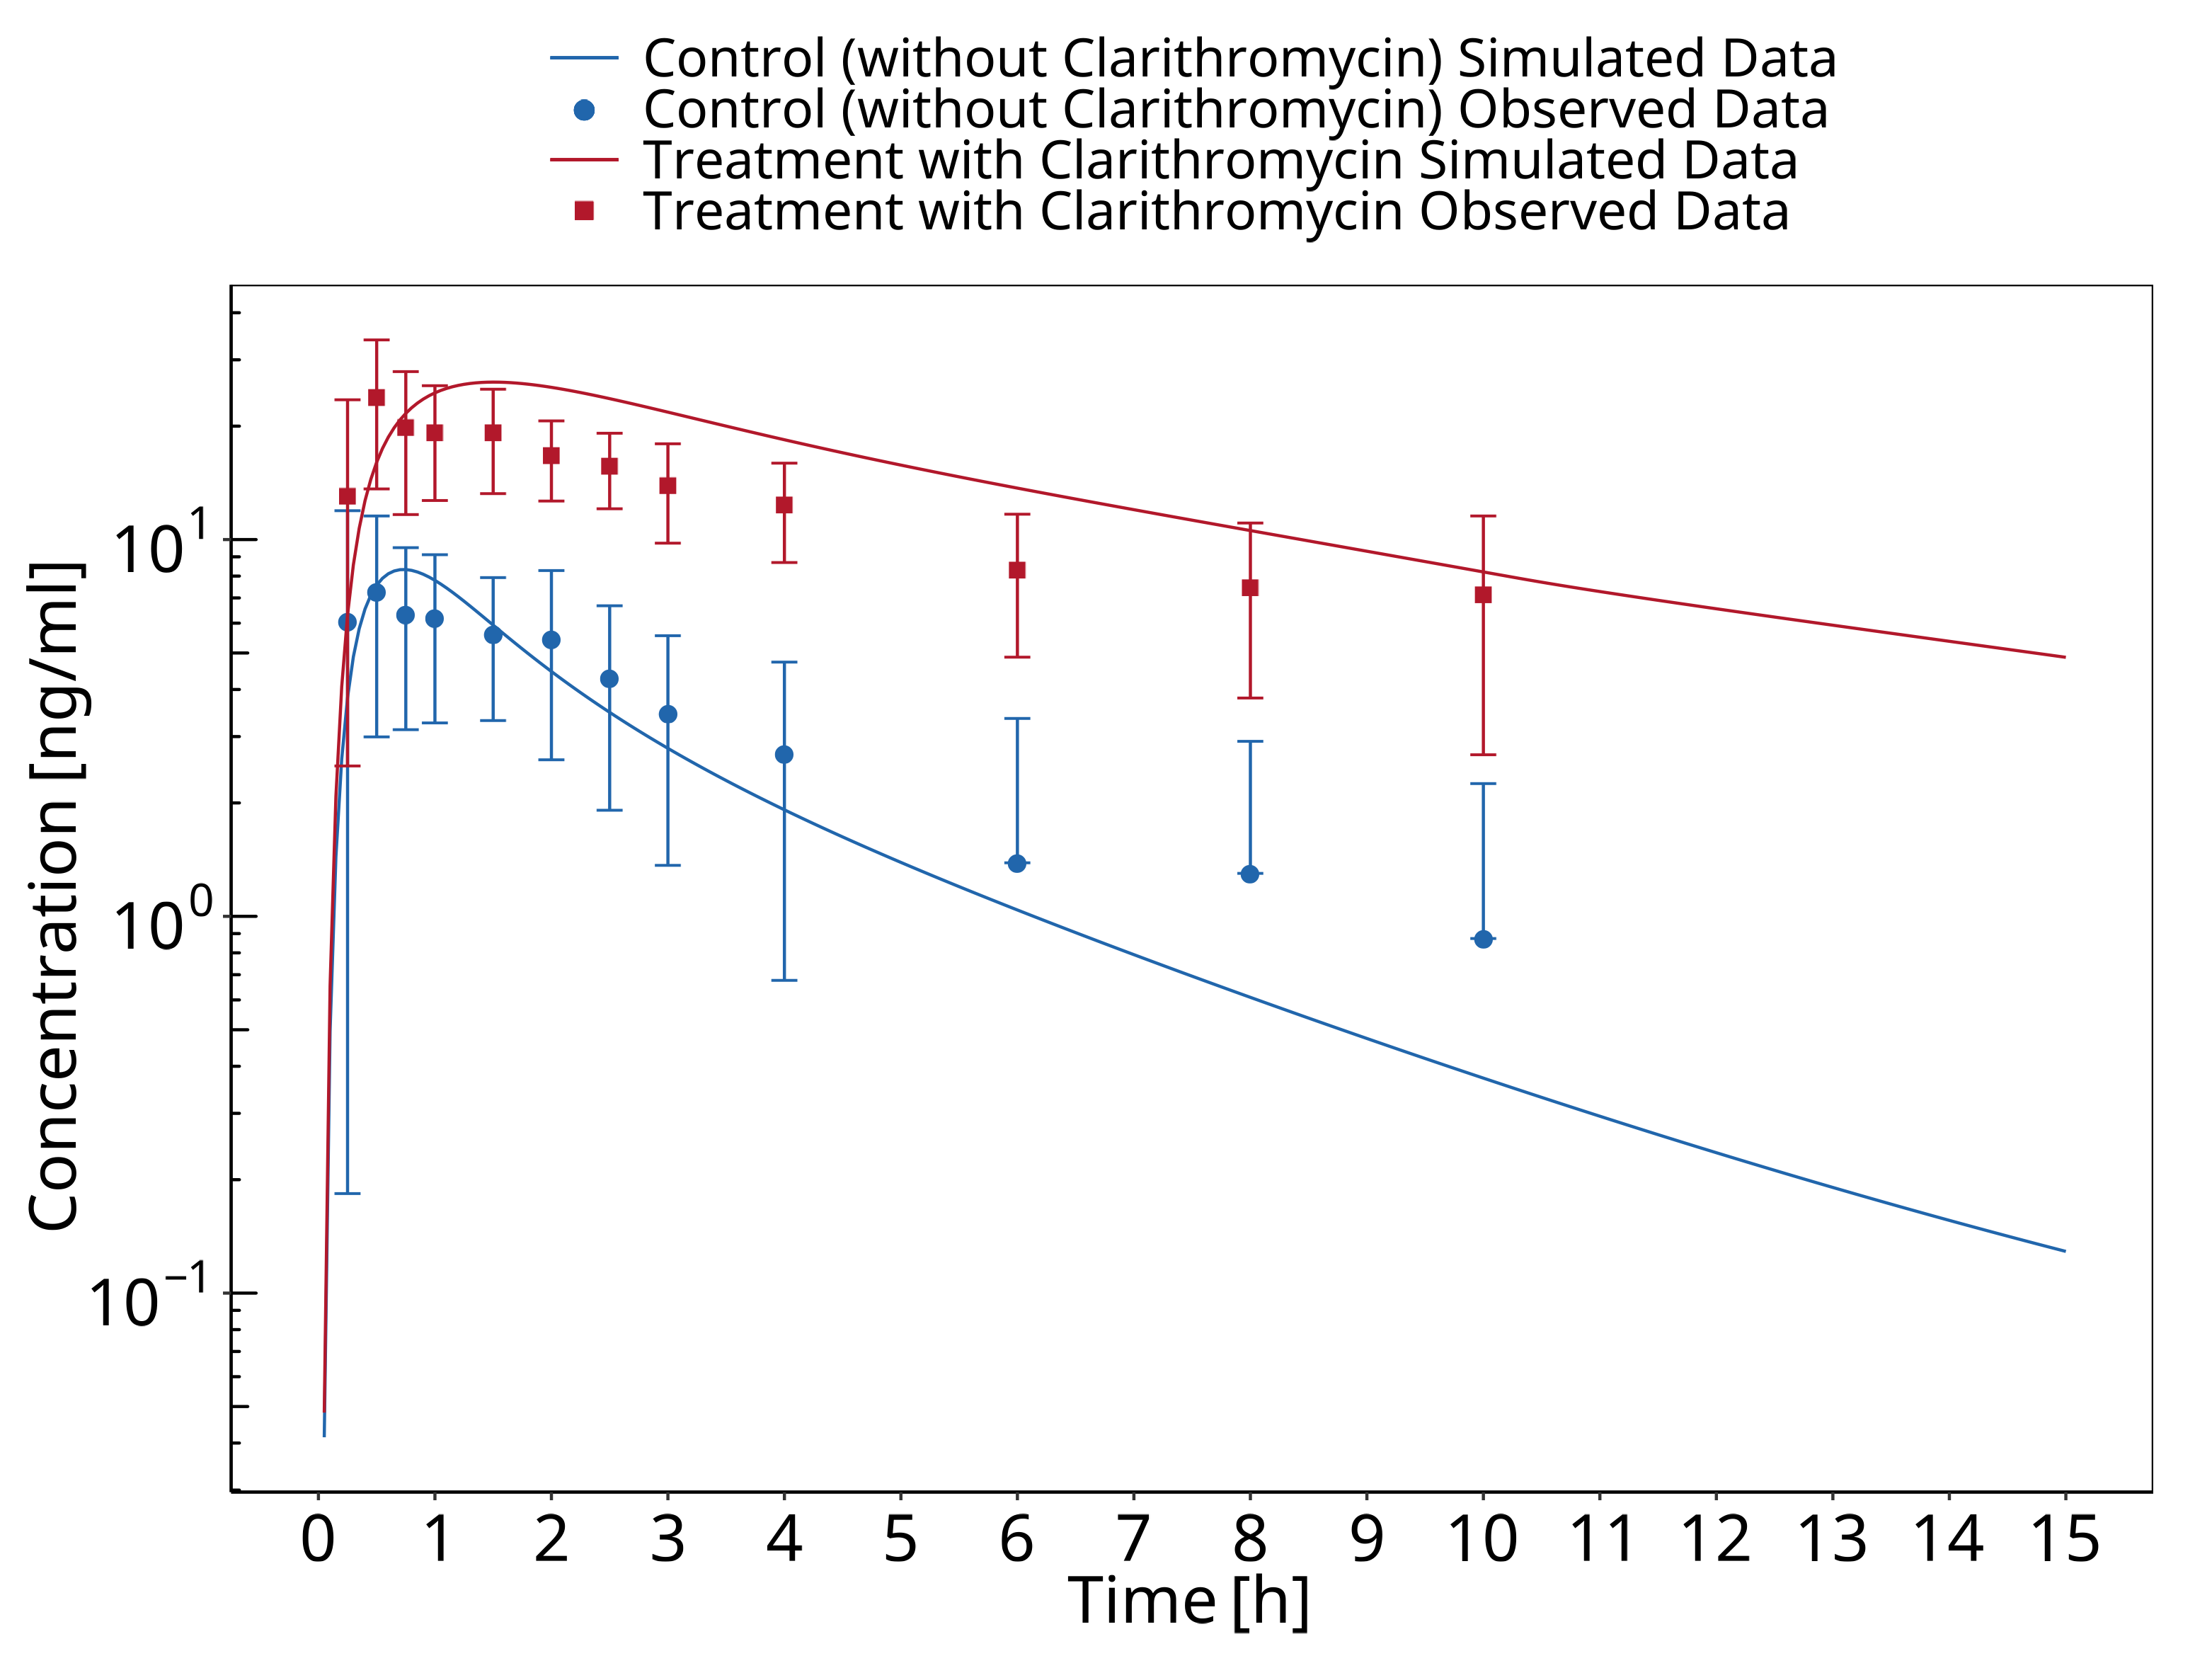 Control (without Clarithromycin) Simulated Data
Control (without Clarithromycin) Observed Data
Treatment with Clarithromycin Simulated Data
Treatment with Clarithromycin Observed Data
Concentration [ng/ml]
10¹
10⁰
10⁻¹
0 1 2 3 4 5 6 7 8 9 10 11 12 13 14 15
Time [h]